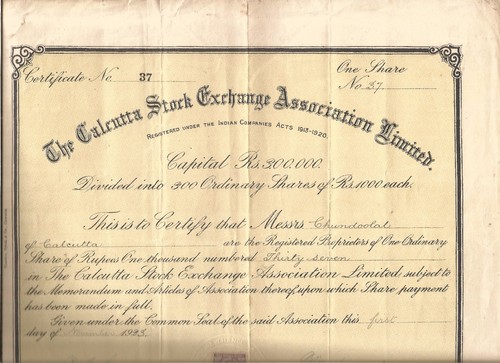 Certificate No. 37
One Share
No. 37
The Calcutta Stock Exchange Association Limited.
Registered under the Indian Companies Acts 1913-1920.
Capital Rs. 300.000.
Divided into 300 Ordinary Shares of Rs. 1000 each.
This is to Certify that Messrs Chundoolal
of Calcutta are the Registered Proprietors of One Ordinary
Share of Rupees One thousand numbered Thirty seven
in The Calcutta Stock Exchange Association Limited subject to
the Memorandum and Articles of Association thereof, upon which Share payment
has been made in full.
Given under the Common Seal of the said Association this first
day of 1923